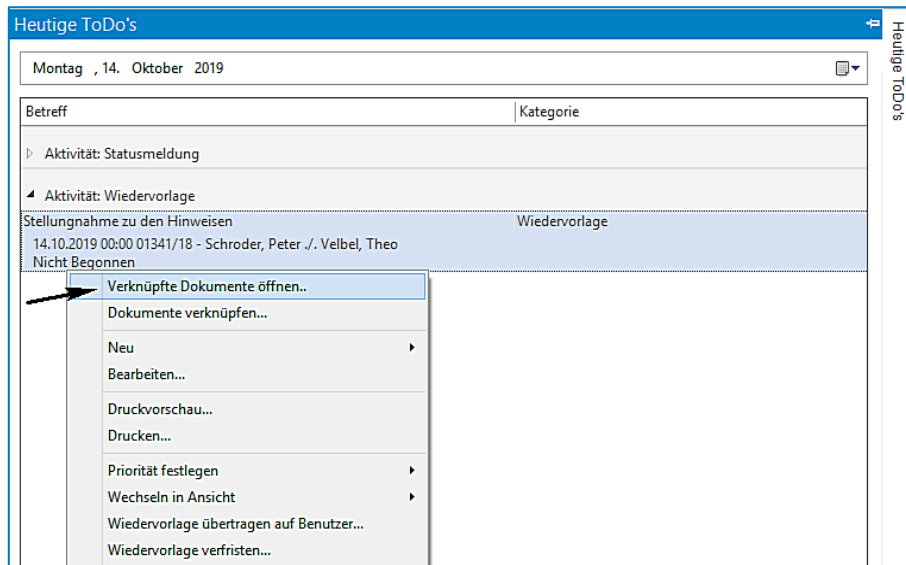 Heutige ToDo's
Heutige ToDo's
Montag , 14. Oktober 2019
Betreff Kategorie
Aktivität: Statusmeldung
Aktivität: Wiedervorlage
Stellungnahme zu den Hinweisen Wiedervorlage
14.10.2019 00:00 01341/18 - Schroder, Peter ./. Velbel, Theo
Nicht Begonnen
Verknüpfte Dokumente öffnen..
Dokumente verknüpfen...
Neu
Bearbeiten...
Druckvorschau...
Drucken...
Priorität festlegen
Wechseln in Ansicht
Wiedervorlage übertragen auf Benutzer...
Wiedervorlage verfristen...